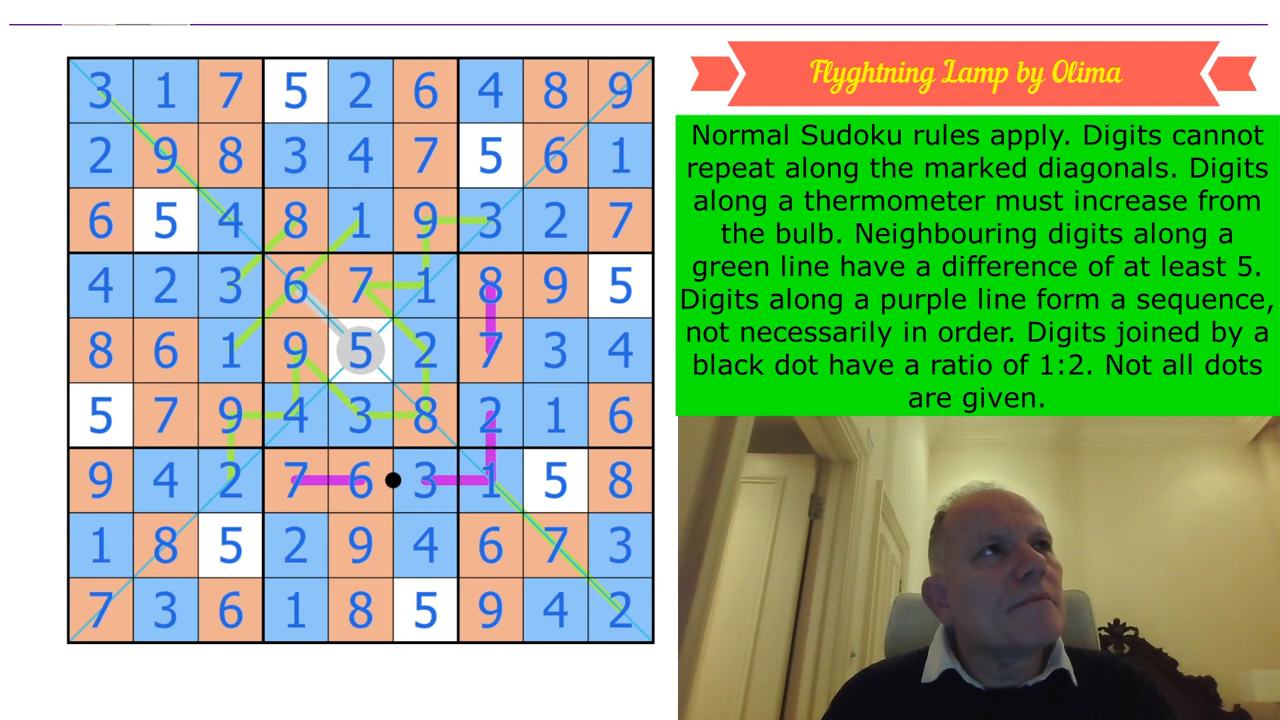 Flyghtning Lamp by Olima
Normal Sudoku rules apply. Digits cannot
repeat along the marked diagonals. Digits
along a thermometer must increase from
the bulb. Neighbouring digits along a
green line have a difference of at least 5.
Digits along a purple line form a sequence,
not necessarily in order. Digits joined by a
black dot have a ratio of 1:2. Not all dots
are given.
3 1 7 5 2 6 4 8 9
2 9 8 3 4 7 5 6 1
6 5 4 8 1 9 3 2 7
4 2 3 6 7 1 8 9 5
8 6 1 9 5 2 7 3 4
5 7 9 4 3 8 2 1 6
9 4 2 7 6 3 1 5 8
1 8 5 2 9 4 6 7 3
7 3 6 1 8 5 9 4 2